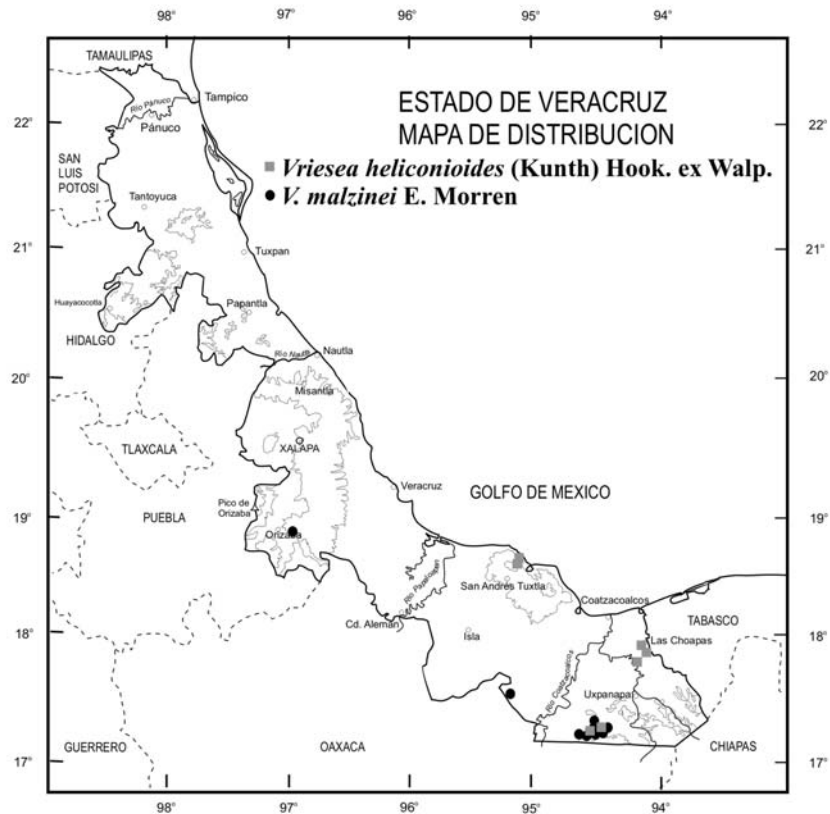 98° 97° 96° 95° 94°
TAMAULIPAS
Río Pánuco
Tampico
ESTADO DE VERACRUZ
MAPA DE DISTRIBUCION
22° 22°
Pánuco
SAN
LUIS
POTOSI
Vriesea heliconioides (Kunth) Hook. ex Walp.
V. malzinei E. Morren
Tantoyuca
21° 21°
Tuxpan
Huayacocotla
Papantla
HIDALGO
Río Nautla
Nautla
20° 20°
Misantla
TLAXCALA
XALAPA
Pico de
Orizaba
Veracruz
GOLFO DE MEXICO
PUEBLA
19° 19°
Orizaba
Río Papaloapan
San Andrés Tuxtla
Coatzacoalcos
TABASCO
Cd. Alemán
18° 18°
Isla
Las Choapas
Río Coatzacoalcos
Uxpanapa
GUERRERO
OAXACA
CHIAPAS
17° 17°
98° 97° 96° 95° 94°